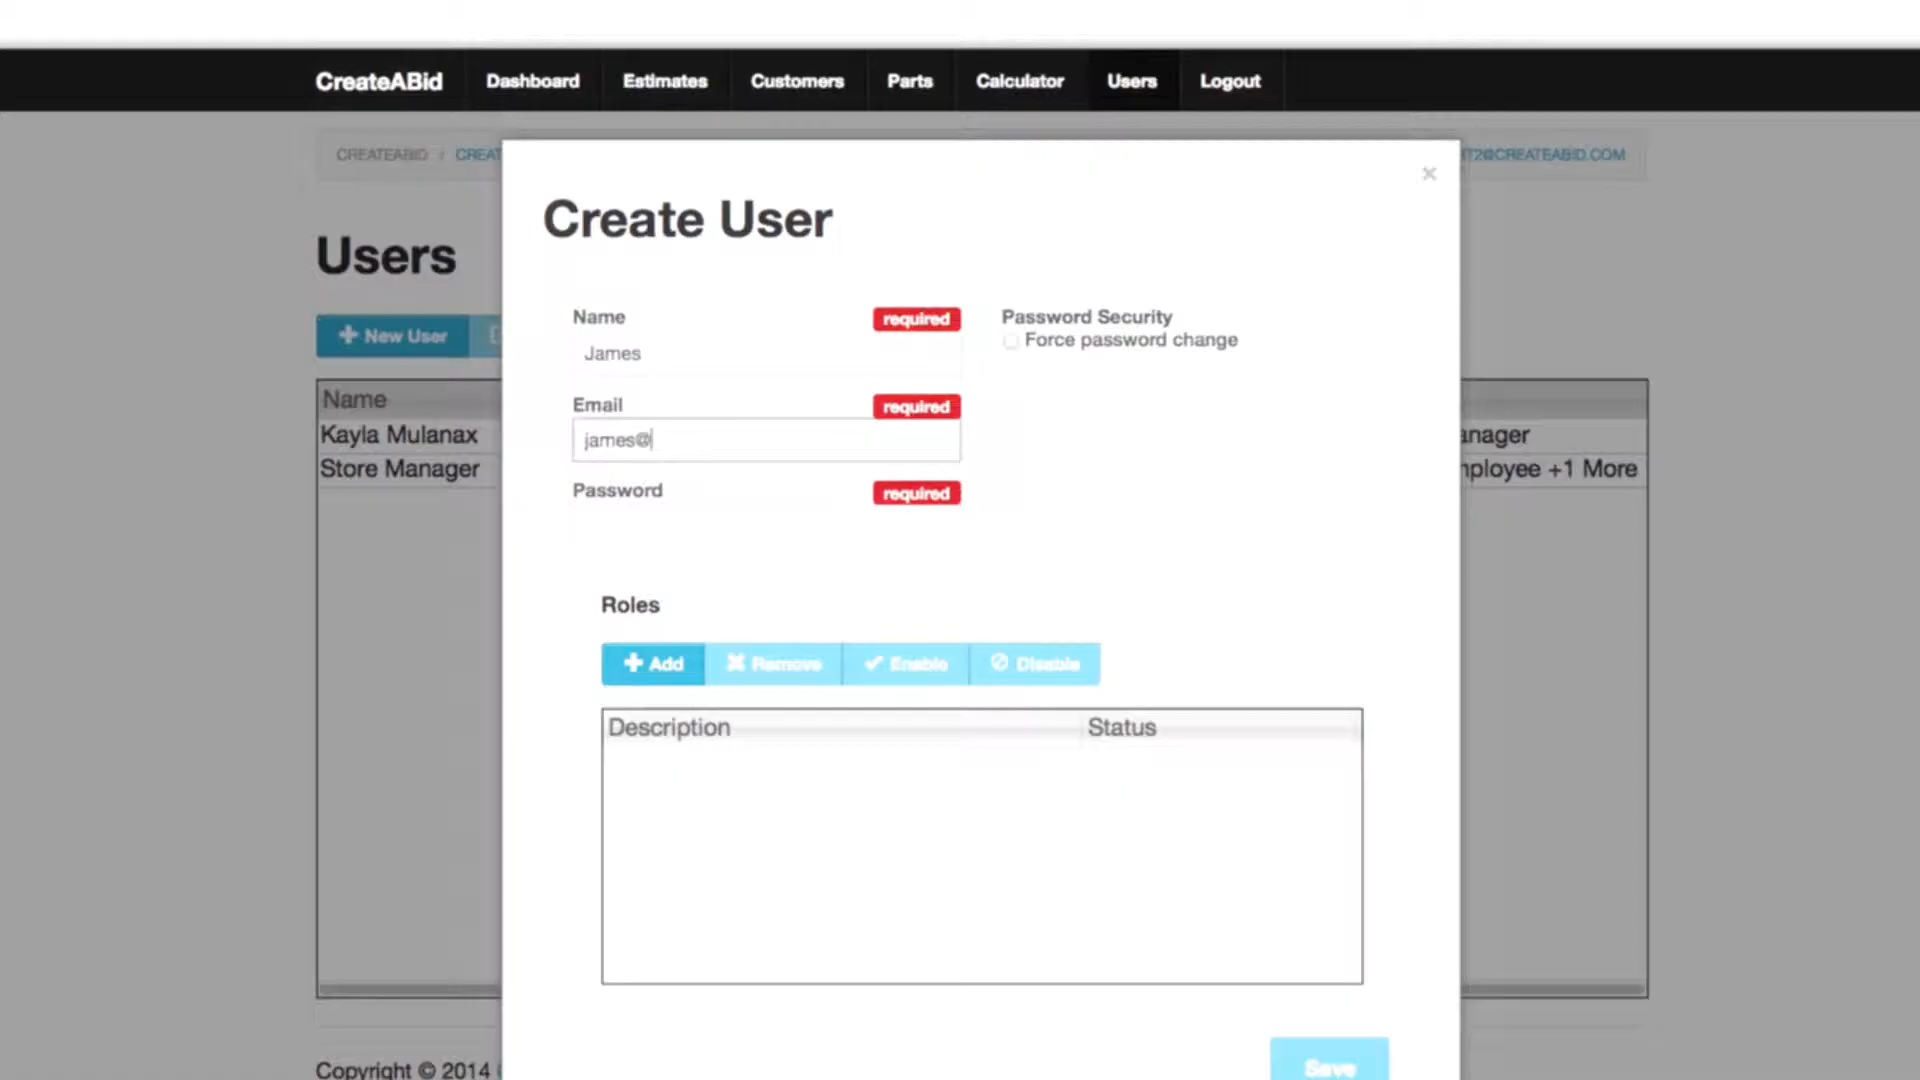 CreateABid Dashboard Estimates Customers Parts Calculator Users Logout
CREATEABID / CREAT
T2@CREATEABID.COM
Create User
Users
Name required
Password Security
Force password change
James
New User
Email required
james@
Password required
Name
Kayla Mulanax
anager
Store Manager
ployee +1 More
Roles
Add Remove Enable Disable
Description Status
Save
Copyright © 2014